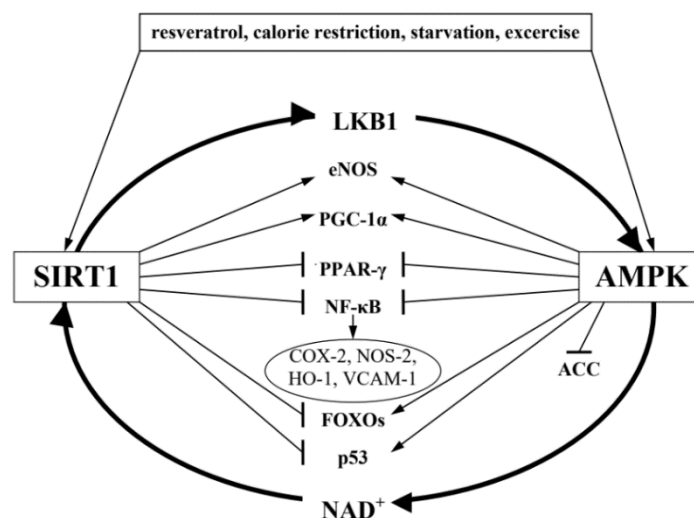 resveratrol, calorie restriction, starvation, excercise
LKB1
eNOS
PGC-1α
SIRT1
PPAR-γ
AMPK
NF-κB
COX-2, NOS-2,
HO-1, VCAM-1
ACC
FOXOs
p53
NAD⁺